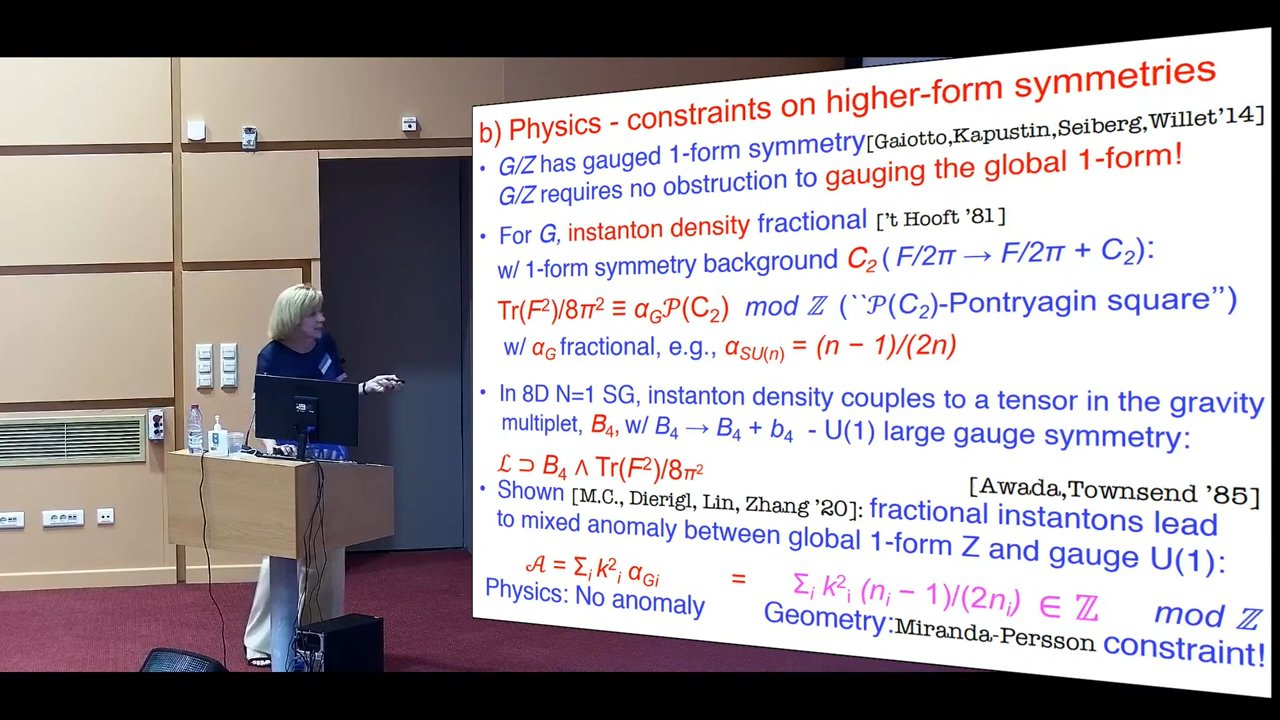 b) Physics - constraints on higher-form symmetries
• G/Z has gauged 1-form symmetry[Gaiotto,Kapustin,Seiberg,Willet'14]
G/Z requires no obstruction to gauging the global 1-form!
• For G, instanton density fractional ['t Hooft '81]
w/ 1-form symmetry background C₂ ( F/2π → F/2π + C₂):
Tr(F²)/8π² ≡ α_G 𝒫(C₂) mod ℤ (``𝒫(C₂)-Pontryagin square'')
w/ α_G fractional, e.g., α_SU(n) = (n − 1)/(2n)
• In 8D N=1 SG, instanton density couples to a tensor in the gravity
multiplet, B₄, w/ B₄ → B₄ + b₄ - U(1) large gauge symmetry:
ℒ ⊃ B₄ ∧ Tr(F²)/8π²
[Awada,Townsend '85]
• Shown [M.C., Dierigl, Lin, Zhang '20]: fractional instantons lead
to mixed anomaly between global 1-form Z and gauge U(1):
𝒜 = Σᵢ k²ᵢ α_Gi = Σᵢ k²ᵢ (nᵢ − 1)/(2nᵢ) ∈ ℤ mod ℤ
Physics: No anomaly Geometry:Miranda-Persson constraint!